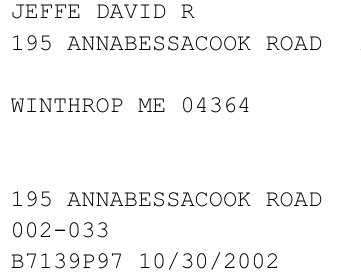 JEFFE DAVID R
195 ANNABESSACOOK ROAD
WINTHROP ME 04364
195 ANNABESSACOOK ROAD
002-033
B7139P97 10/30/2002